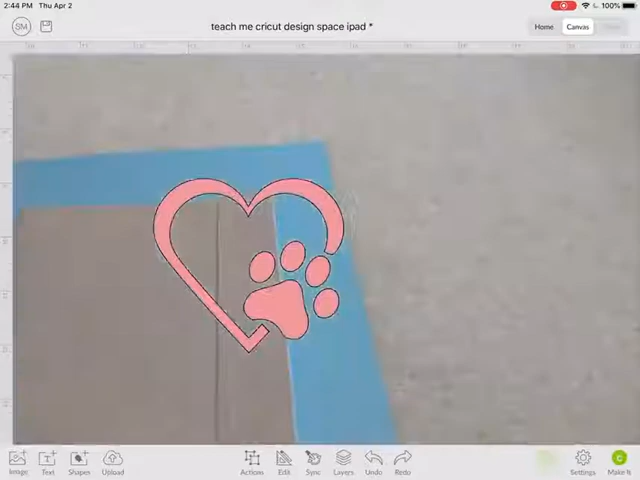 2:44 PM Thu Apr 2
100%
SM
teach me cricut design space ipad *
Home
Canvas
Image
Text
Shapes
Upload
Actions
Edit
Sync
Layers
Undo
Redo
Settings
Make It